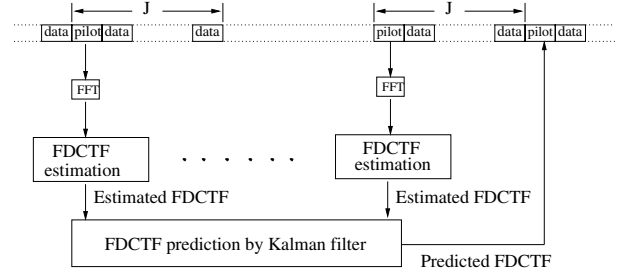 J J
data pilot data data pilot data data pilot data
FFT FFT
FDCTF estimation
FDCTF estimation
. . . . . .
Estimated FDCTF Estimated FDCTF
FDCTF prediction by Kalman filter
Predicted FDCTF